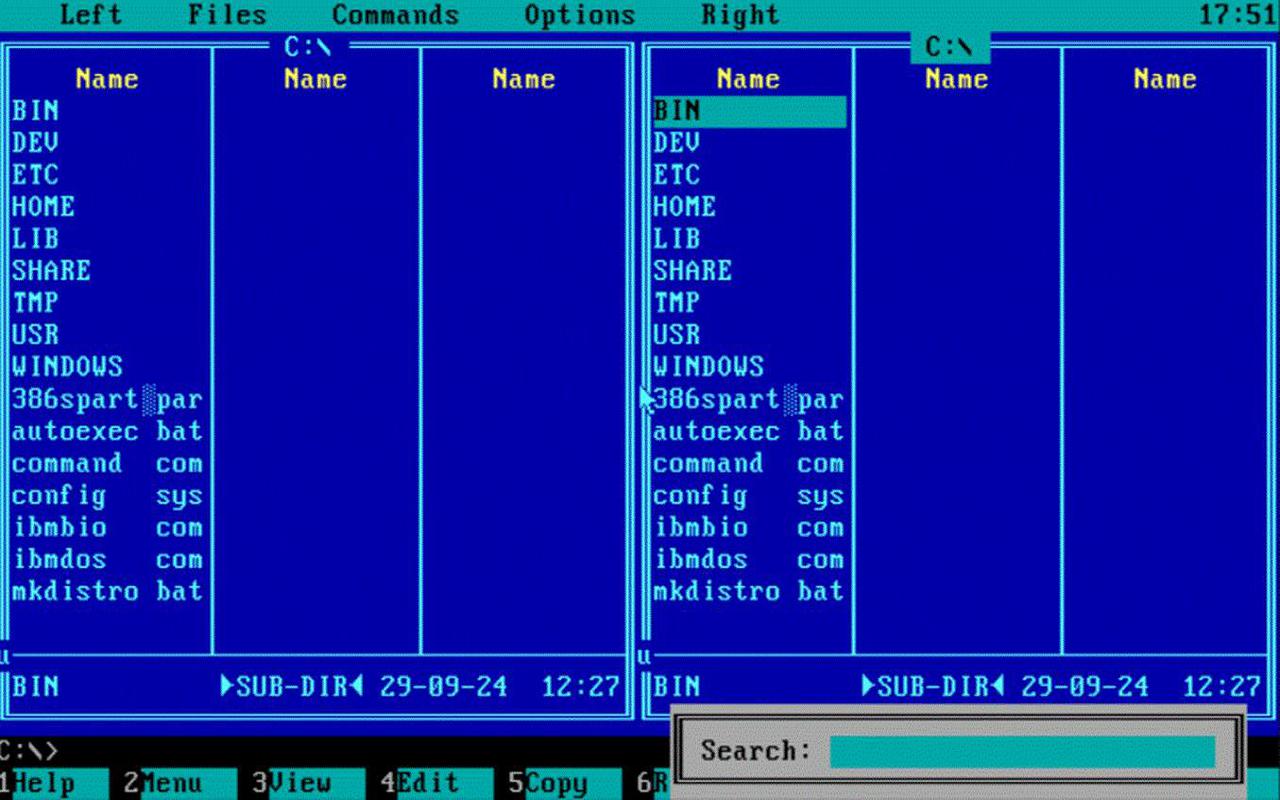 Left Files Commands Options Right 17:51
C:\ C:\
Name Name Name Name Name Name
BIN BIN
DEV DEV
ETC ETC
HOME HOME
LIB LIB
SHARE SHARE
TMP TMP
USR USR
WINDOWS WINDOWS
386spart░par 386spart░par
autoexec bat autoexec bat
command com command com
config sys config sys
ibmbio com ibmbio com
ibmdos com ibmdos com
mkdistro bat mkdistro bat
u u
BIN ►SUB-DIR◄ 29-09-24 12:27 BIN ►SUB-DIR◄ 29-09-24 12:27
C:\> Search:
1Help 2Menu 3View 4Edit 5Copy 6R